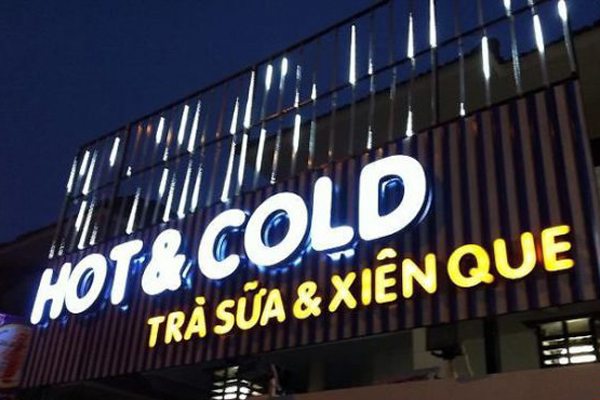 HOT & COLD
TRÀ SỮA & XIÊN QUE